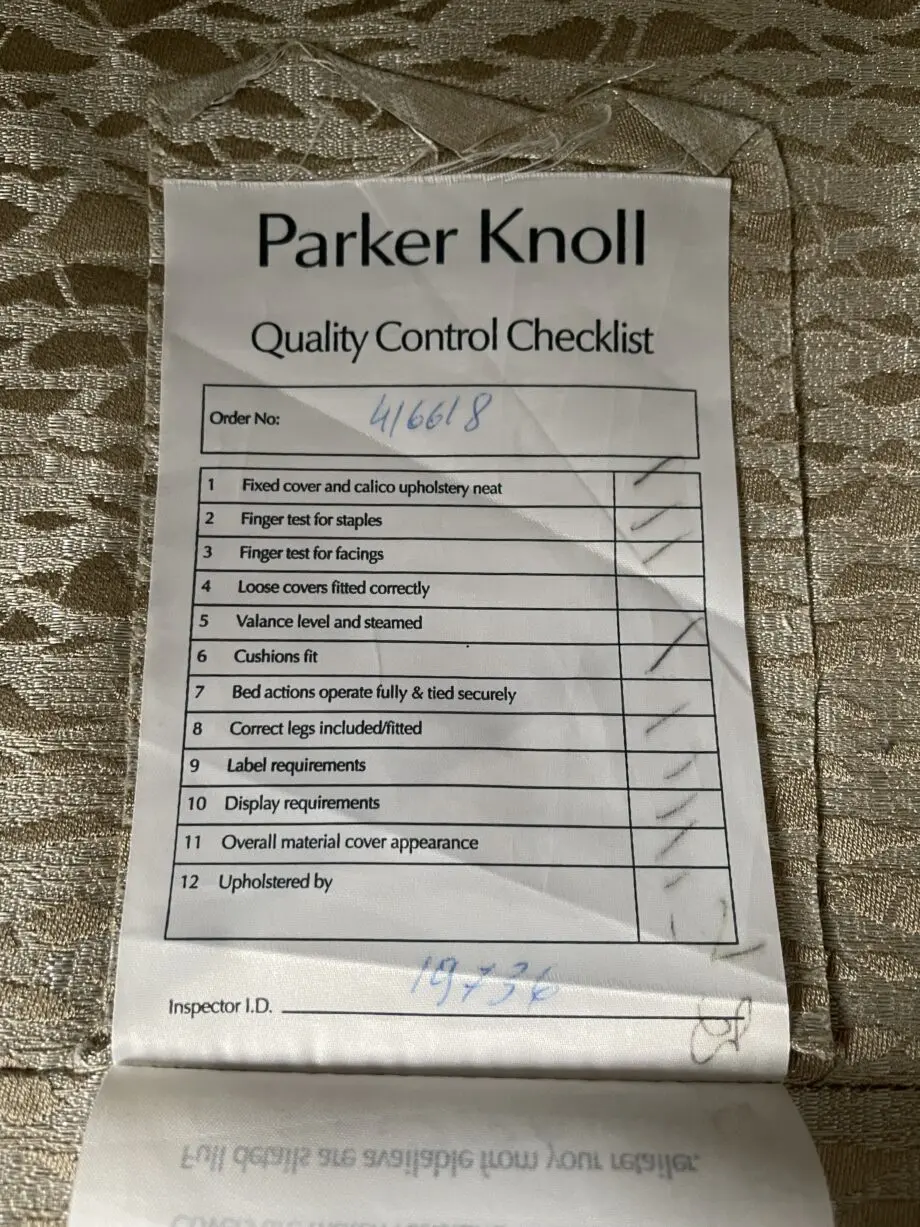 Parker Knoll
Quality Control Checklist
Order No: 416618
1 Fixed cover and calico upholstery neat
2 Finger test for staples
3 Finger test for facings
4 Loose covers fitted correctly
5 Valance level and steamed
6 Cushions fit
7 Bed actions operate fully & tied securely
8 Correct legs included/fitted
9 Label requirements
10 Display requirements
11 Overall material cover appearance
12 Upholstered by
Inspector I.D. 19736
Full details are available from your retailer.